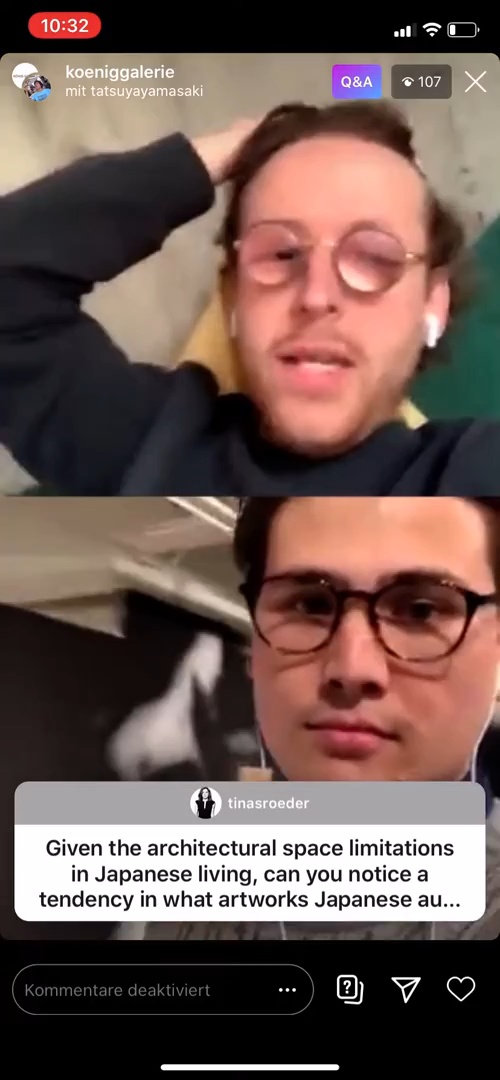 10:32
koeniggalerie
mit tatsuyayamasaki
Q&A
107
tinasroeder
Given the architectural space limitations
in Japanese living, can you notice a
tendency in what artworks Japanese au...
Kommentare deaktiviert